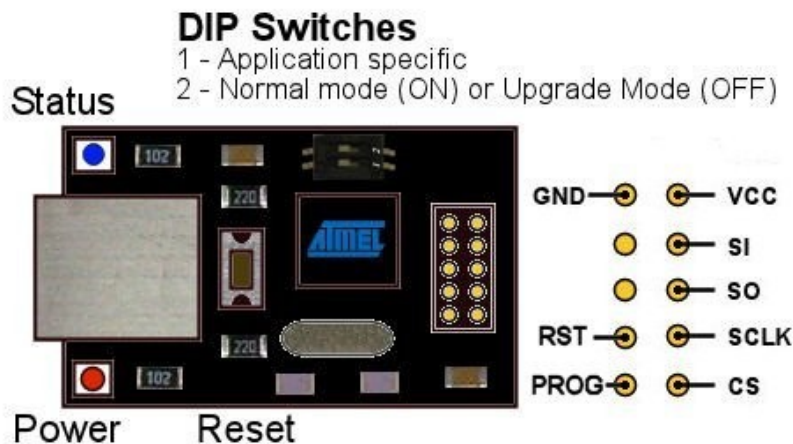 DIP Switches
1 - Application specific
2 - Normal mode (ON) or Upgrade Mode (OFF)
Status
102
220
ATMEL
220
102
Power
Reset
GND
VCC
SI
SO
RST
SCLK
PROG
CS